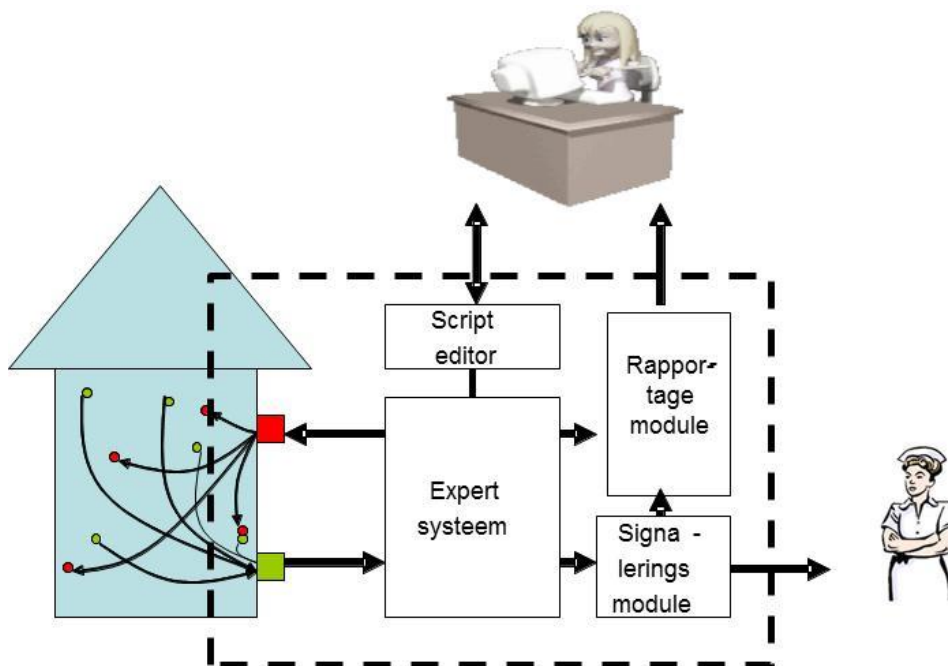 Script
editor
Rappor-
tage
module
Expert
systeem
Signa -
lerings
module